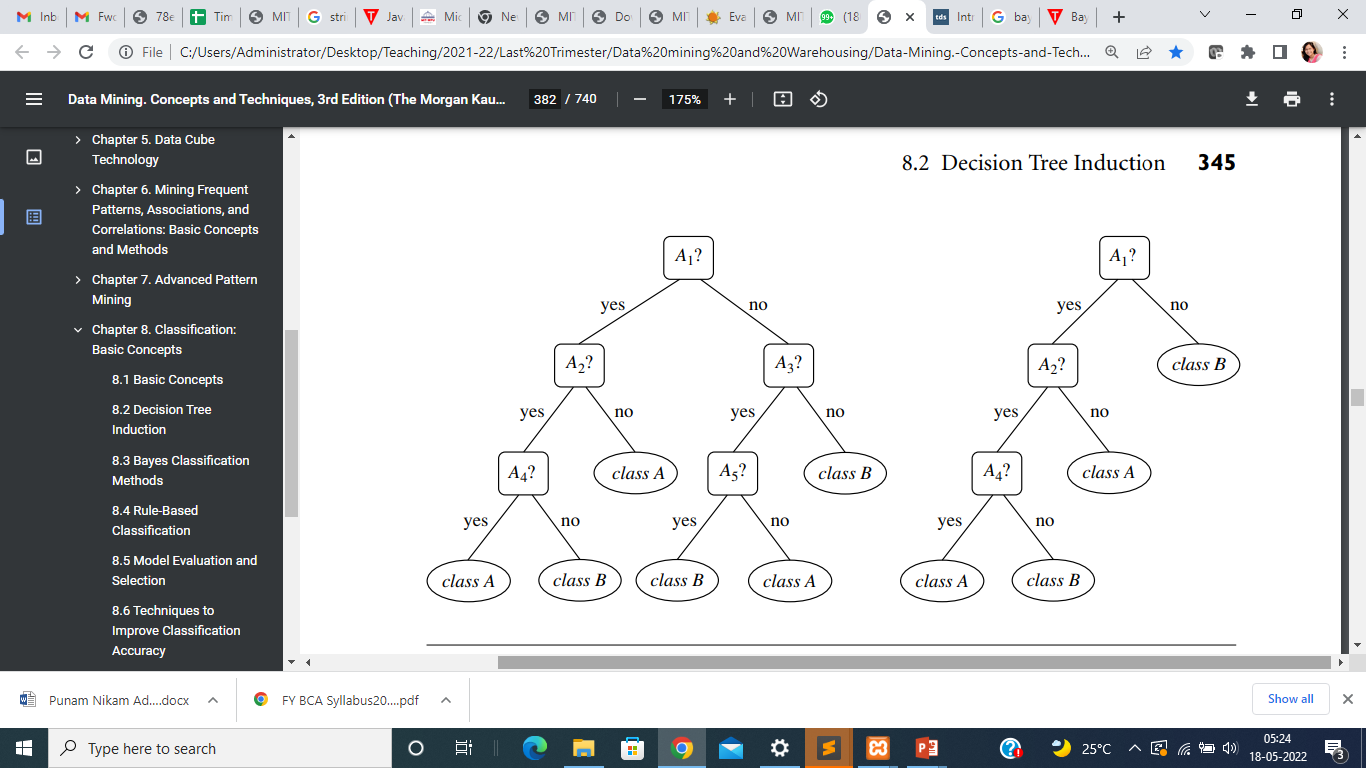 Inb
Fwc
78e
Tim
MIT
stri
Jav
Mic
Ne
MIT
Do
MIT
Eva
MIT
99+
(18
tds
Intr
bay
Bay
File
C:/Users/Administrator/Desktop/Teaching/2021-22/Last%20Trimester/Data%20mining%20and%20Warehousing/Data-Mining.-Concepts-and-Tech...
Data Mining. Concepts and Techniques, 3rd Edition (The Morgan Kau...
382 / 740
175%
Chapter 5. Data Cube
Technology
Chapter 6. Mining Frequent
Patterns, Associations, and
Correlations: Basic Concepts
and Methods
Chapter 7. Advanced Pattern
Mining
Chapter 8. Classification:
Basic Concepts
8.1 Basic Concepts
8.2 Decision Tree
Induction
8.3 Bayes Classification
Methods
8.4 Rule-Based
Classification
8.5 Model Evaluation and
Selection
8.6 Techniques to
Improve Classification
Accuracy
8.2 Decision Tree Induction 345
A1?
yes no
A2? A3?
yes no yes no
A4? class A A5? class B
yes no yes no
class A class B class B class A
A1?
yes no
A2? class B
yes no
A4? class A
yes no
class A class B
Punam Nikam Ad....docx
FY BCA Syllabus20....pdf
Show all
Type here to search
25°C
05:24
18-05-2022
3